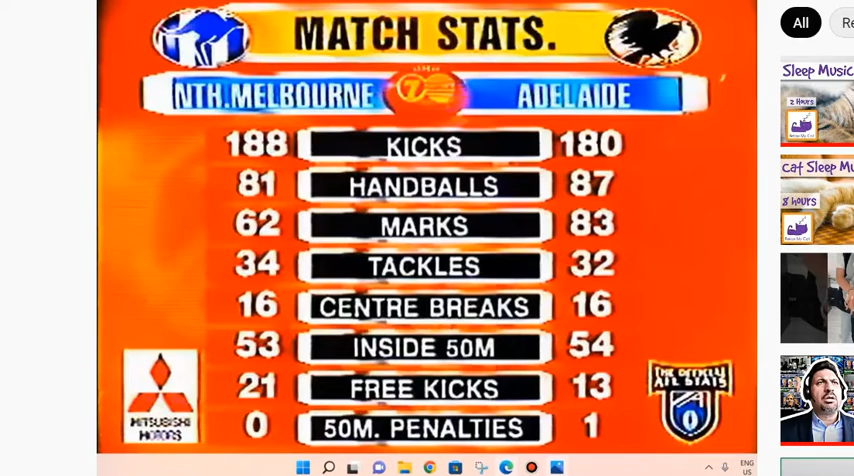 All
Re
MATCH STATS.
Sleep Music
7
NTH.MELBOURNE ADELAIDE
2 Hours
188 KICKS 180
81 HANDBALLS 87
Cat Sleep Mu
8 hours
62 MARKS 83
34 TACKLES 32
16 CENTRE BREAKS 16
53 INSIDE 50M 54
21 FREE KICKS 13
0 50M. PENALTIES 1
MITSUBISHI
MOTORS
THE OFFICIAL
AFL STATS
ENG
US